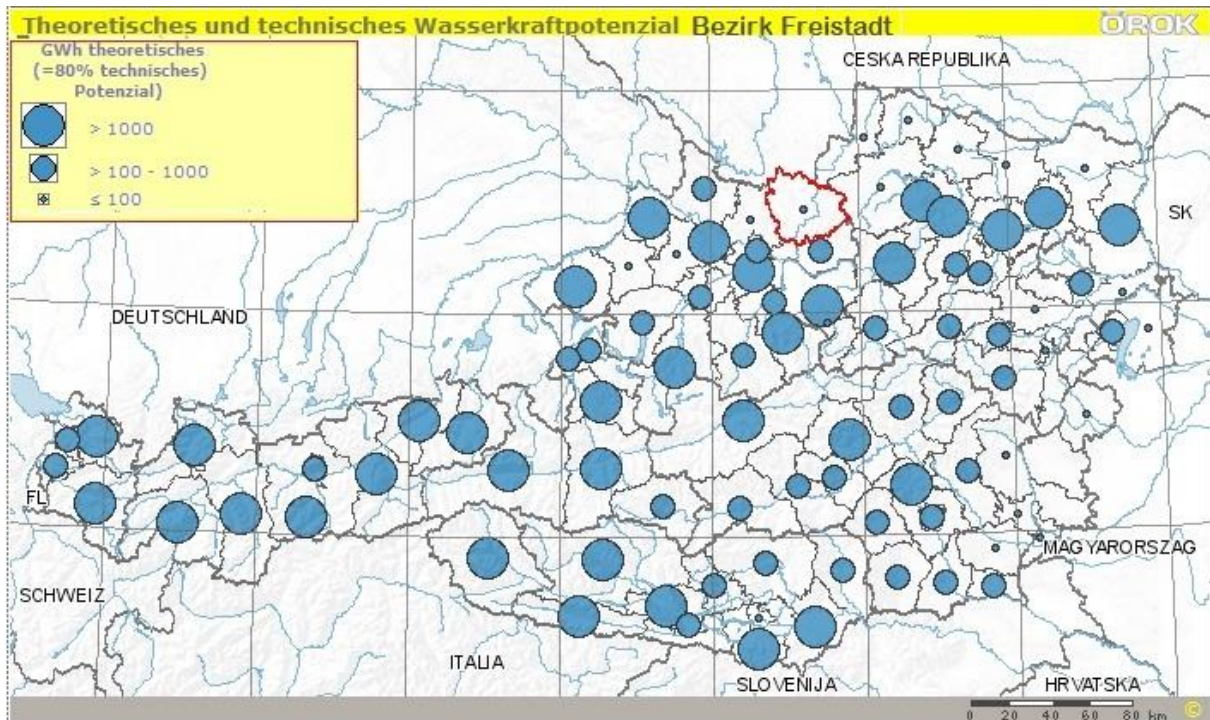 Theoretisches und technisches Wasserkraftpotenzial Bezirk Freistadt
ÖROK
GWh theoretisches
(=80% technisches)
Potenzial)
> 1000
> 100 - 1000
≤ 100
CESKA REPUBLIKA
SK
DEUTSCHLAND
FL
MAGYARORSZAG
SCHWEIZ
ITALIA
SLOVENIJA
HRVATSKA
0 20 40 60 80 km
©